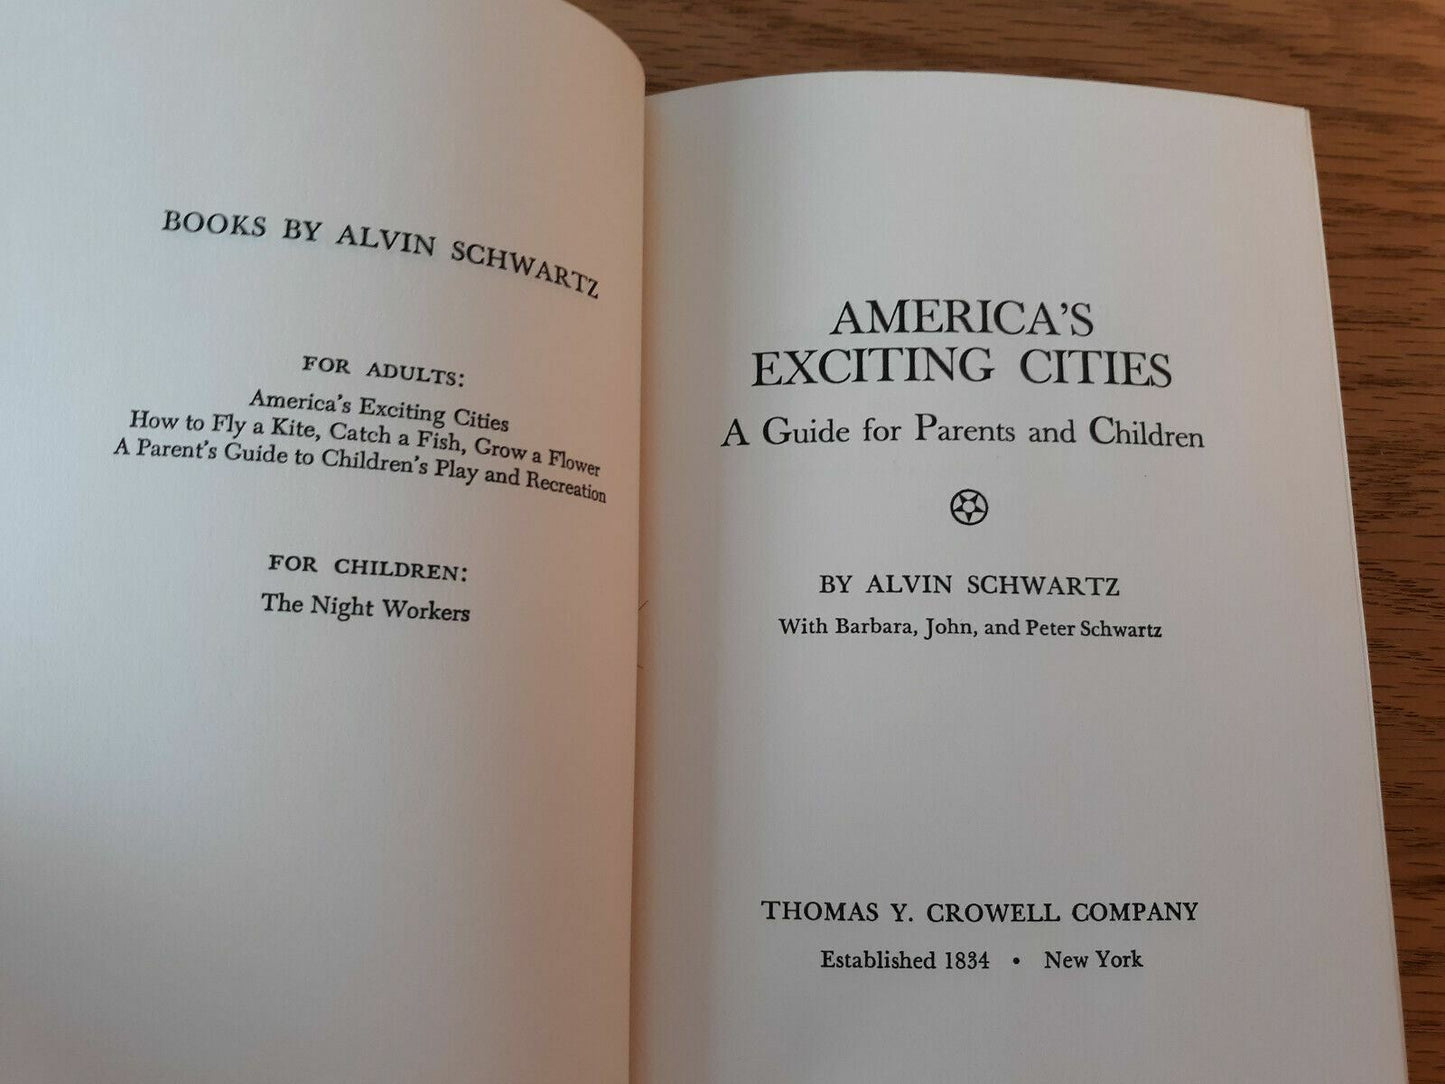 BOOKS BY ALVIN SCHWARTZ
FOR ADULTS:
America's Exciting Cities
How to Fly a Kite, Catch a Fish, Grow a Flower
A Parent's Guide to Children's Play and Recreation
FOR CHILDREN:
The Night Workers
AMERICA'S
EXCITING CITIES
A Guide for Parents and Children
BY ALVIN SCHWARTZ
With Barbara, John, and Peter Schwartz
THOMAS Y. CROWELL COMPANY
Established 1834 • New York